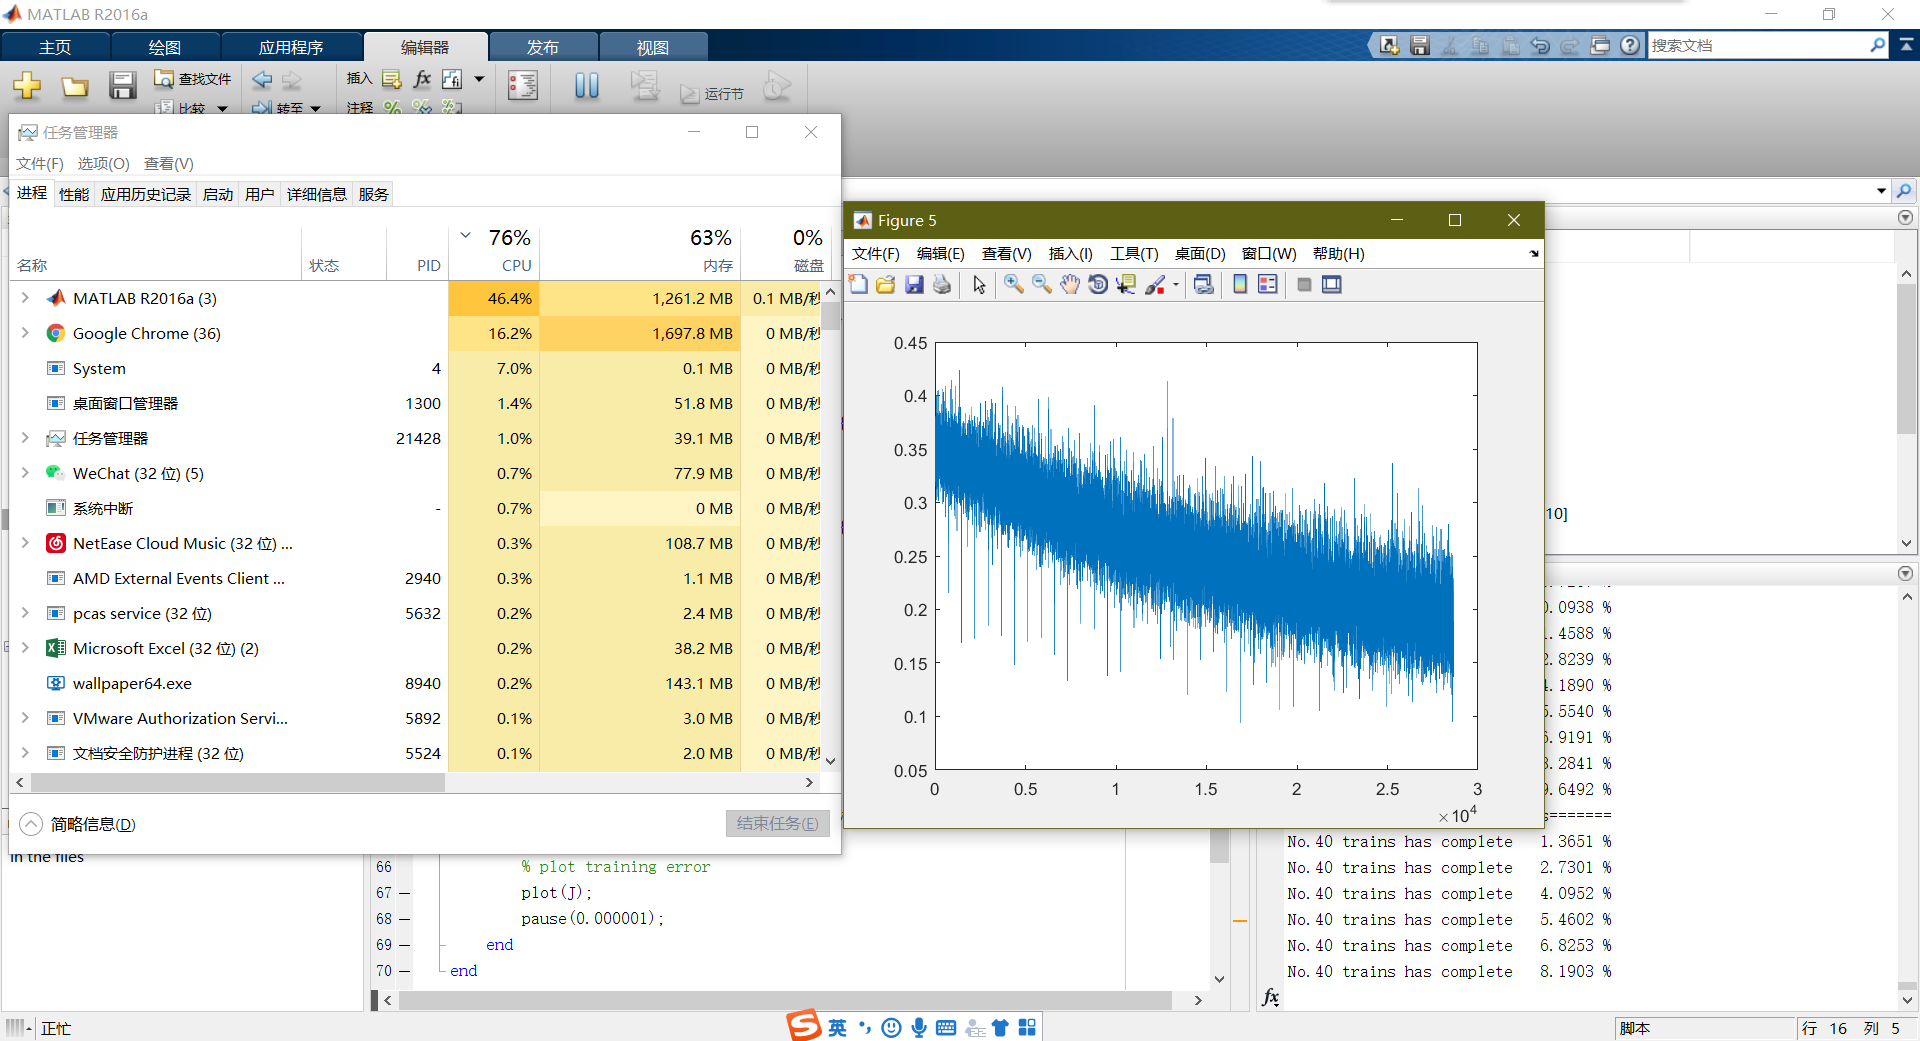 MATLAB R2016a
主页 绘图 应用程序 编辑器 发布 视图
搜索文档
查找文件
插入
运行节
比较
转至
注释
任务管理器
文件(F) 选项(O) 查看(V)
进程 性能 应用历史记录 启动 用户 详细信息 服务
76% 63% 0%
名称 状态 PID CPU 内存 磁盘
MATLAB R2016a (3) 46.4% 1,261.2 MB 0.1 MB/秒
Google Chrome (36) 16.2% 1,697.8 MB 0 MB/秒
System 4 7.0% 0.1 MB 0 MB/秒
桌面窗口管理器 1300 1.4% 51.8 MB 0 MB/秒
任务管理器 21428 1.0% 39.1 MB 0 MB/秒
WeChat (32 位) (5) 0.7% 77.9 MB 0 MB/秒
系统中断 - 0.7% 0 MB 0 MB/秒
NetEase Cloud Music (32 位) ... 0.3% 108.7 MB 0 MB/秒
AMD External Events Client ... 2940 0.3% 1.1 MB 0 MB/秒
pcas service (32 位) 5632 0.2% 2.4 MB 0 MB/秒
Microsoft Excel (32 位) (2) 0.2% 38.2 MB 0 MB/秒
wallpaper64.exe 8940 0.2% 143.1 MB 0 MB/秒
VMware Authorization Servi... 5892 0.1% 3.0 MB 0 MB/秒
文档安全防护进程 (32 位) 5524 0.1% 2.0 MB 0 MB/秒
简略信息(D)
结束任务(E)
Figure 5
文件(F) 编辑(E) 查看(V) 插入(I) 工具(T) 桌面(D) 窗口(W) 帮助(H)
0.45
0.4
0.35
0.3
0.25
0.2
0.15
0.1
0.05
0 0.5 1 1.5 2 2.5 3
×10⁴
10]
0.0938 %
1.4588 %
2.8239 %
4.1890 %
5.5540 %
6.9191 %
8.2841 %
9.6492 %
s=======
No.40 trains has complete 1.3651 %
No.40 trains has complete 2.7301 %
No.40 trains has complete 4.0952 %
No.40 trains has complete 5.4602 %
No.40 trains has complete 6.8253 %
No.40 trains has complete 8.1903 %
fx
in the files
66 % plot training error
67 — plot(J);
68 — pause(0.000001);
69 — end
70 — end
正忙
英
脚本
行 16 列 5